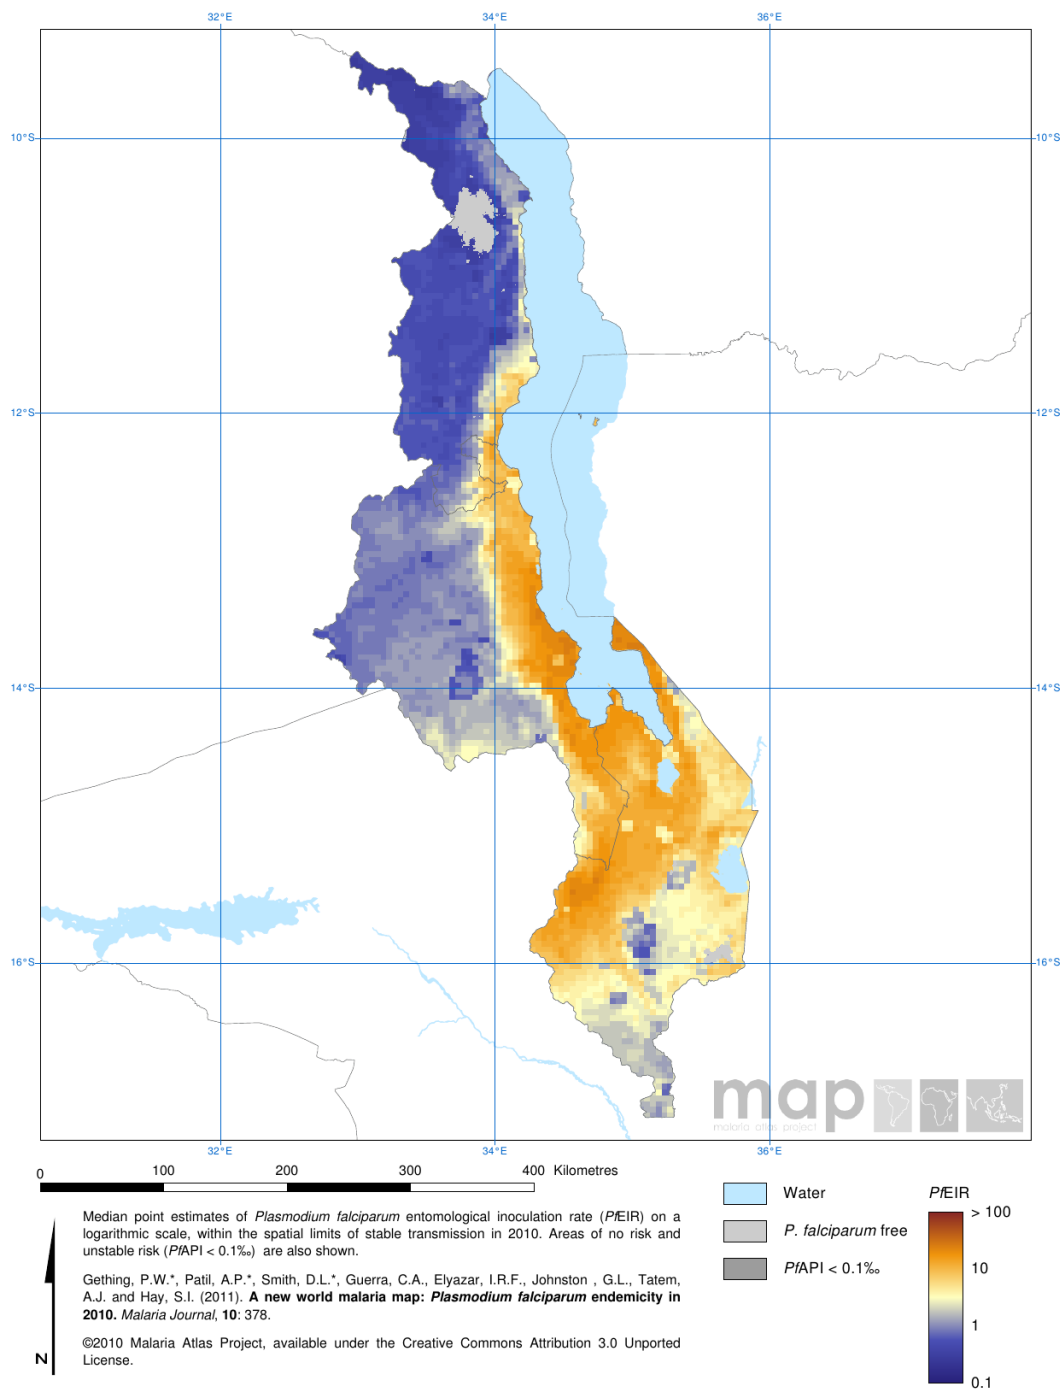 32°E 34°E 36°E
10°S 10°S
12°S 12°S
14°S 14°S
16°S 16°S
map
malaria atlas project
32°E 34°E 36°E
0 100 200 300 400 Kilometres
Water
P. falciparum free
PfAPI < 0.1‰
PfEIR
> 100
10
1
0.1
Median point estimates of Plasmodium falciparum entomological inoculation rate (PfEIR) on a
logarithmic scale, within the spatial limits of stable transmission in 2010. Areas of no risk and
unstable risk (PfAPI < 0.1‰) are also shown.
Gething, P.W.*, Patil, A.P.*, Smith, D.L.*, Guerra, C.A., Elyazar, I.R.F., Johnston , G.L., Tatem,
A.J. and Hay, S.I. (2011). A new world malaria map: Plasmodium falciparum endemicity in
2010. Malaria Journal, 10: 378.
©2010 Malaria Atlas Project, available under the Creative Commons Attribution 3.0 Unported
License.
N